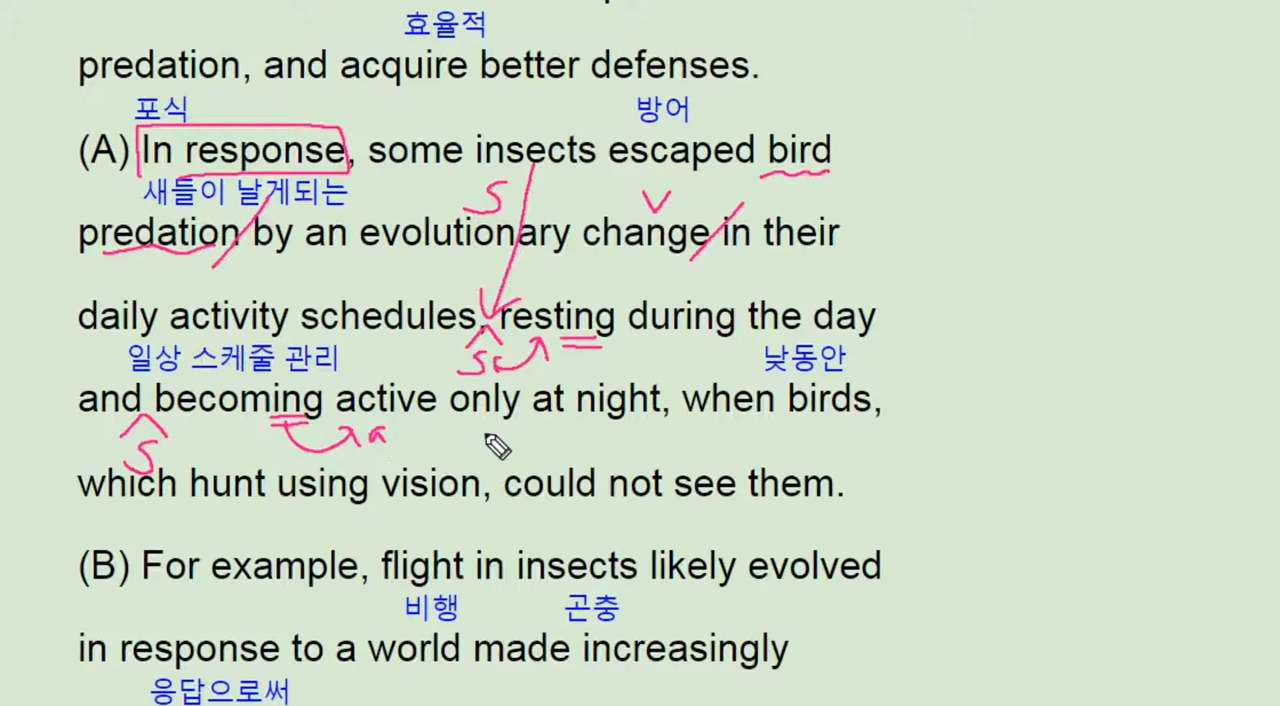 효율적
predation, and acquire better defenses.
포식 방어
(A) In response, some insects escaped bird
새들이 날게되는 S V
predation by an evolutionary change in their
daily activity schedules, resting during the day
일상 스케줄 관리 S 낮동안
and becoming active only at night, when birds,
S a
which hunt using vision, could not see them.
(B) For example, flight in insects likely evolved
비행 곤충
in response to a world made increasingly
응답으로써